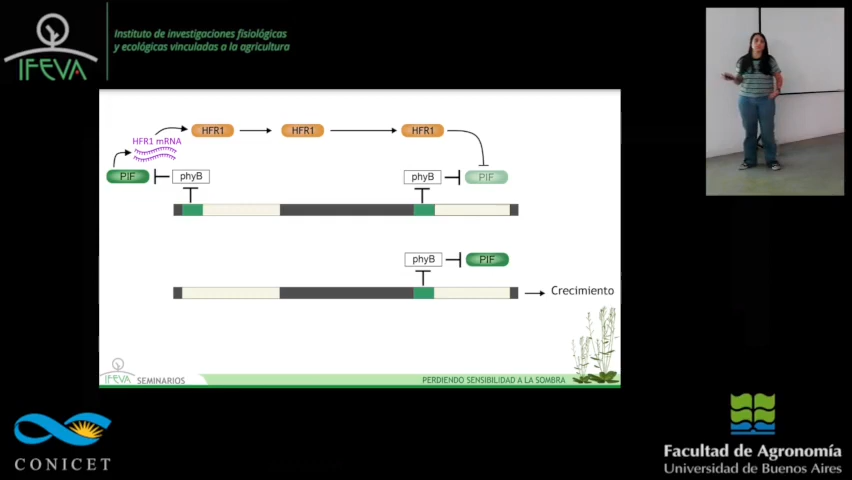 Instituto de investigaciones fisiológicas
y ecológicas vinculadas a la agricultura
IFEVA
HFR1 mRNA
HFR1
HFR1
HFR1
PIF
phyB
phyB
PIF
phyB
PIF
Crecimiento
IFEVA SEMINARIOS
PERDIENDO SENSIBILIDAD A LA SOMBRA
CONICET
Facultad de Agronomía
Universidad de Buenos Aires